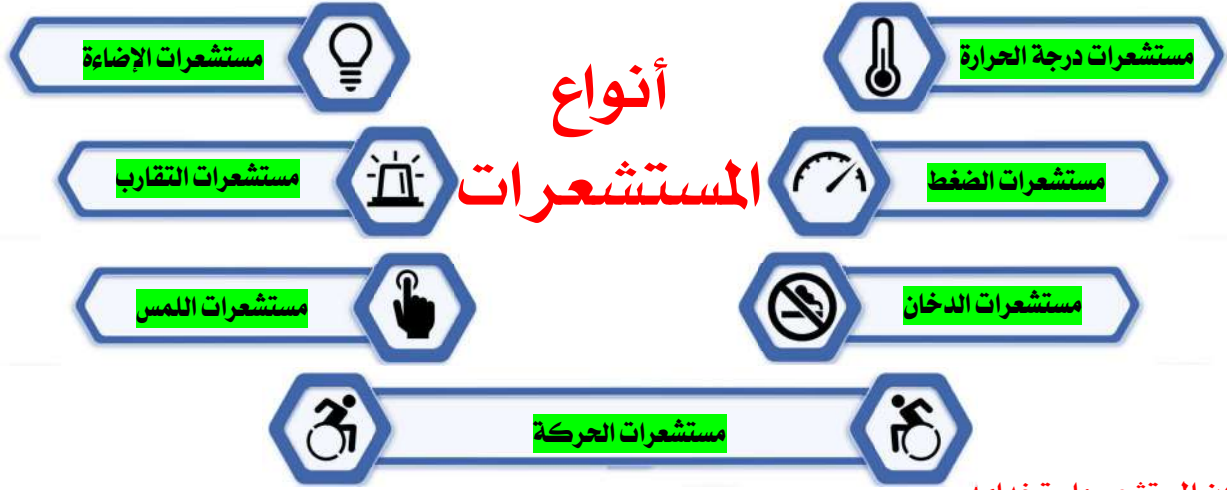 أنواع
المستشعرات
مستشعرات درجة الحرارة
مستشعرات الإضاءة
مستشعرات الضغط
مستشعرات التقارب
مستشعرات الدخان
مستشعرات اللمس
مستشعرات الحركة